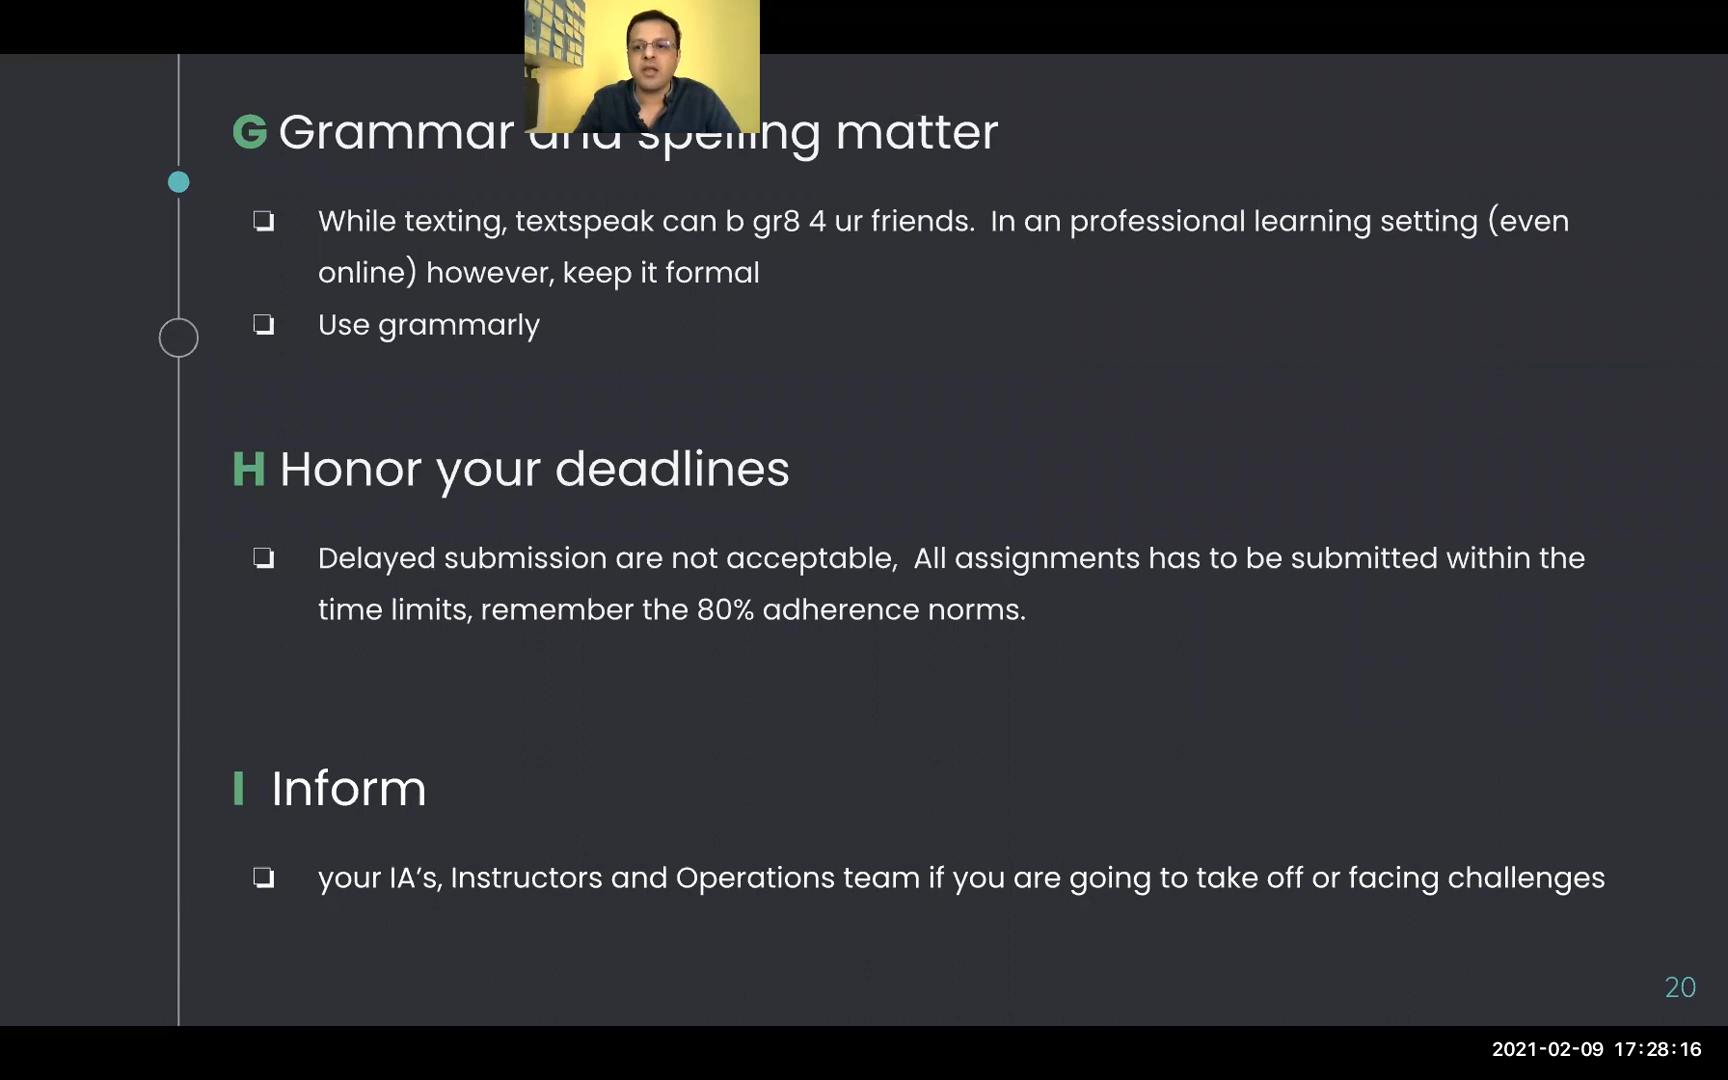 G Grammar and spelling matter
❏ While texting, textspeak can b gr8 4 ur friends.  In an professional learning setting (even
online) however, keep it formal
❏ Use grammarly
H Honor your deadlines
❏ Delayed submission are not acceptable,  All assignments has to be submitted within the
time limits, remember the 80% adherence norms.
I Inform
❏ your IA's, Instructors and Operations team if you are going to take off or facing challenges
20
2021-02-09 17:28:16